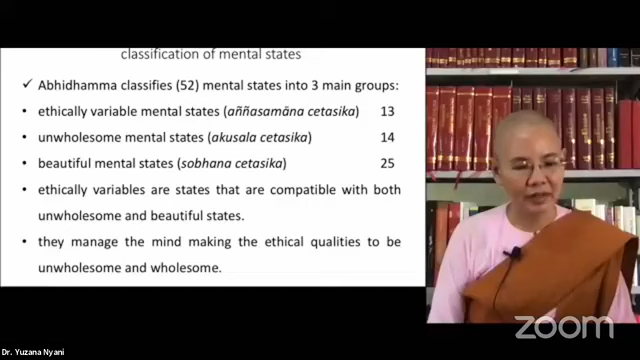 classification of mental states
✓ Abhidhamma classifies (52) mental states into 3 main groups:
• ethically variable mental states (aññasamāna cetasika) 13
• unwholesome mental states (akusala cetasika) 14
• beautiful mental states (sobhana cetasika) 25
• ethically variables are states that are compatible with both
unwholesome and beautiful states.
• they manage the mind making the ethical qualities to be
unwholesome and wholesome.
zoom
Dr. Yuzana Nyani